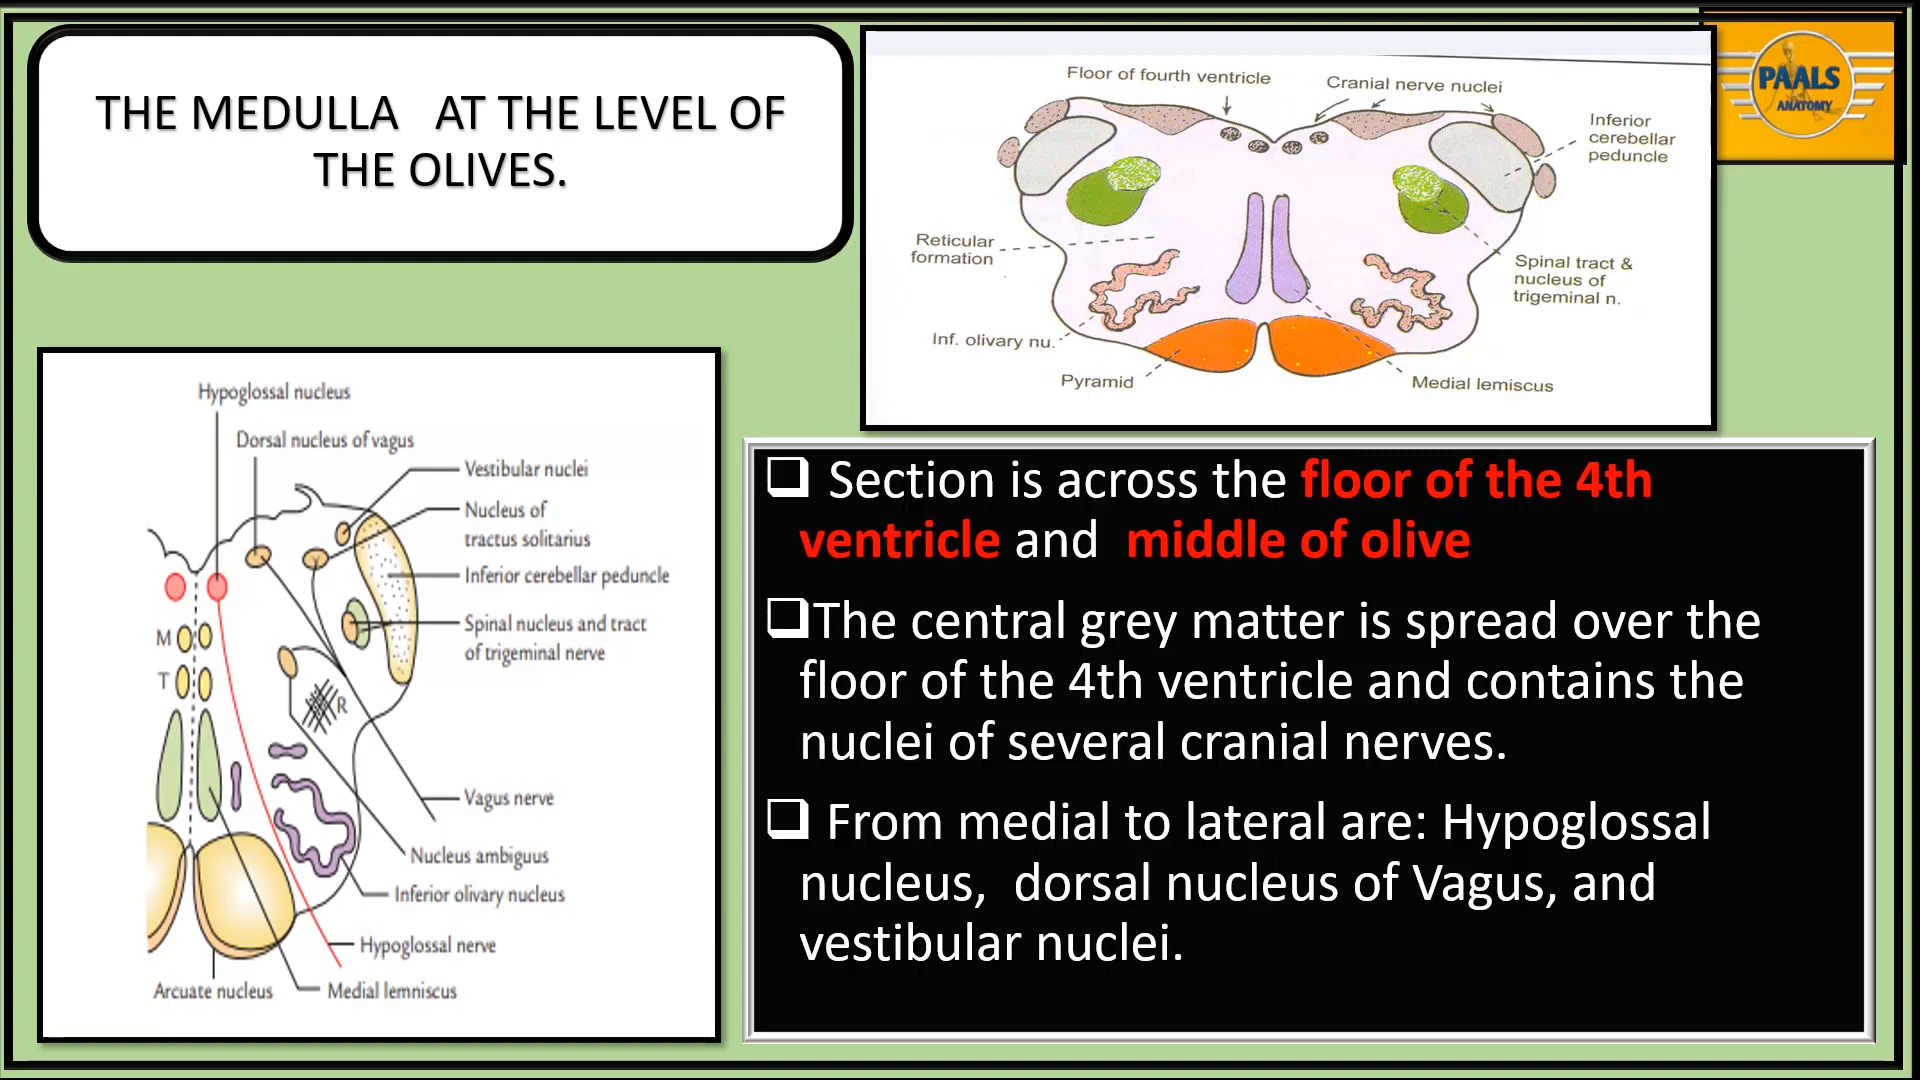 THE MEDULLA AT THE LEVEL OF
THE OLIVES.
Floor of fourth ventricle
Cranial nerve nuclei
Inferior
cerebellar
peduncle
Reticular
formation
Spinal tract &
nucleus of
trigeminal n.
Inf. olivary nu.
Pyramid
Medial lemiscus
PAALS
ANATOMY
Hypoglossal nucleus
Dorsal nucleus of vagus
Vestibular nuclei
Nucleus of
tractus solitarius
Inferior cerebellar peduncle
Spinal nucleus and tract
of trigeminal nerve
M
T
R
Vagus nerve
Nucleus ambiguus
Inferior olivary nucleus
Hypoglossal nerve
Arcuate nucleus
Medial lemniscus
Section is across the floor of the 4th
ventricle and middle of olive
The central grey matter is spread over the
floor of the 4th ventricle and contains the
nuclei of several cranial nerves.
From medial to lateral are: Hypoglossal
nucleus, dorsal nucleus of Vagus, and
vestibular nuclei.